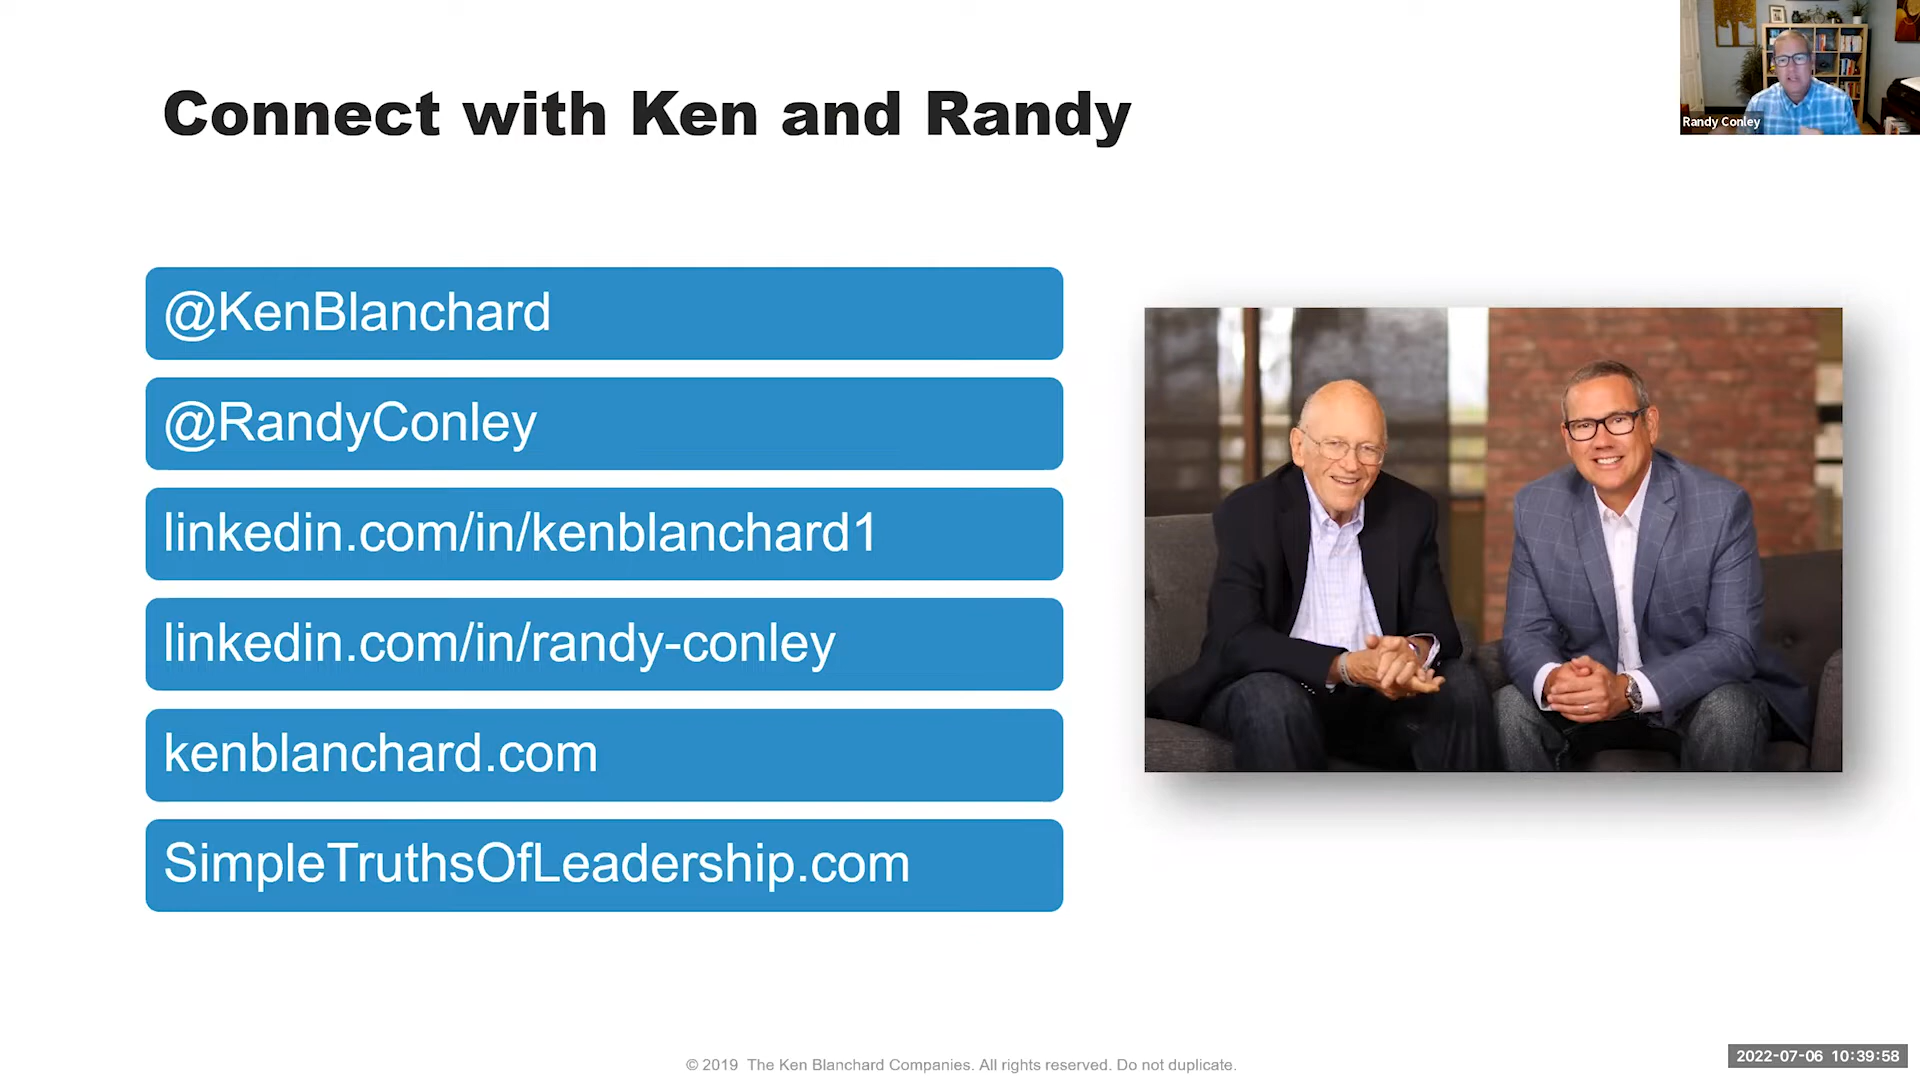 Connect with Ken and Randy
Randy Conley
@KenBlanchard
@RandyConley
linkedin.com/in/kenblanchard1
linkedin.com/in/randy-conley
kenblanchard.com
SimpleTruthsOfLeadership.com
© 2019 The Ken Blanchard Companies. All rights reserved. Do not duplicate.
2022-07-06 10:39:58